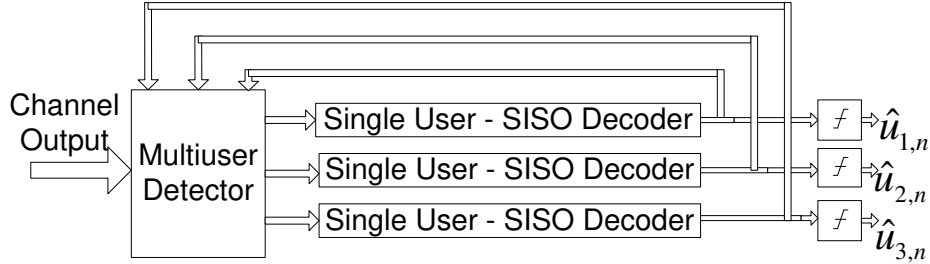 Channel
Output
Multiuser
Detector
Single User - SISO Decoder
Single User - SISO Decoder
Single User - SISO Decoder
û₁,ₙ
û₂,ₙ
û₃,ₙ